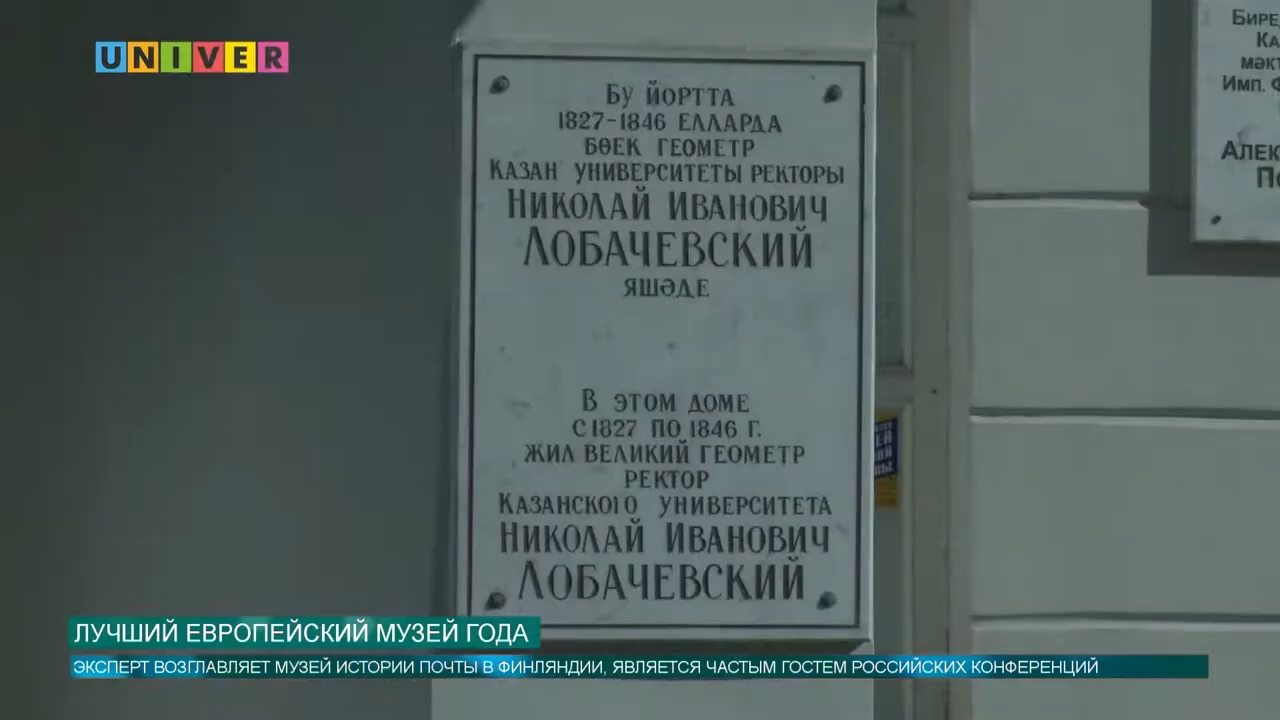 UNIVER
Бу йортта
1827-1846 елларда
бөек геометр
Казан университеты ректоры
Николай Иванович
Лобачевский
яшәде
В этом доме
с 1827 по 1846 г.
жил великий геометр
ректор
Казанского университета
Николай Иванович
Лобачевский
Имп.
ЛУЧШИЙ ЕВРОПЕЙСКИЙ МУЗЕЙ ГОДА
ЭКСПЕРТ ВОЗГЛАВЛЯЕТ МУЗЕЙ ИСТОРИИ ПОЧТЫ В ФИНЛЯНДИИ, ЯВЛЯЕТСЯ ЧАСТЫМ ГОСТЕМ РОССИЙСКИХ КОНФЕРЕНЦИЙ